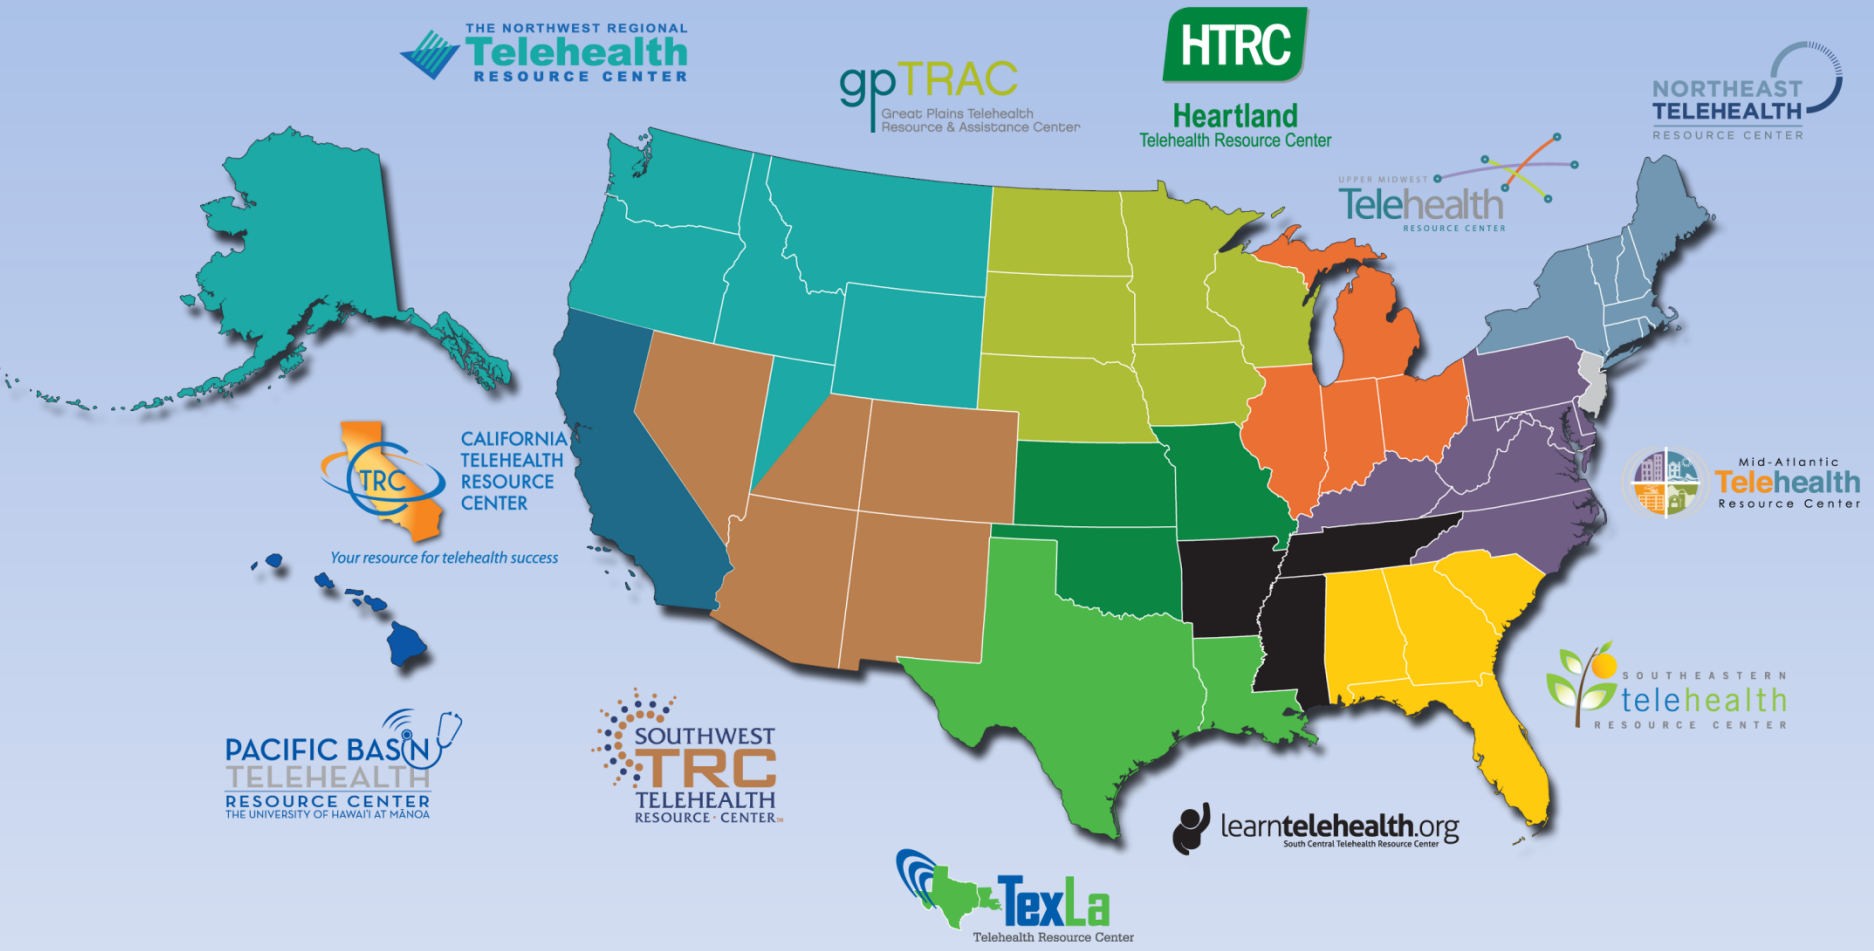 THE NORTHWEST REGIONAL
Telehealth
RESOURCE CENTER
gpTRAC
Great Plains Telehealth
Resource & Assistance Center
HTRC
Heartland
Telehealth Resource Center
NORTHEAST
TELEHEALTH
RESOURCE CENTER
UPPER MIDWEST
Telehealth
RESOURCE CENTER
TRC
CALIFORNIA
TELEHEALTH
RESOURCE
CENTER
Your resource for telehealth success
Mid-Atlantic
Telehealth
Resource Center
SOUTHEASTERN
telehealth
RESOURCE CENTER
PACIFIC BASIN
TELEHEALTH
RESOURCE CENTER
THE UNIVERSITY OF HAWAI'I AT MĀNOA
SOUTHWEST
TRC
TELEHEALTH
RESOURCE · CENTER™
learntelehealth.org
South Central Telehealth Resource Center
TexLa
Telehealth Resource Center